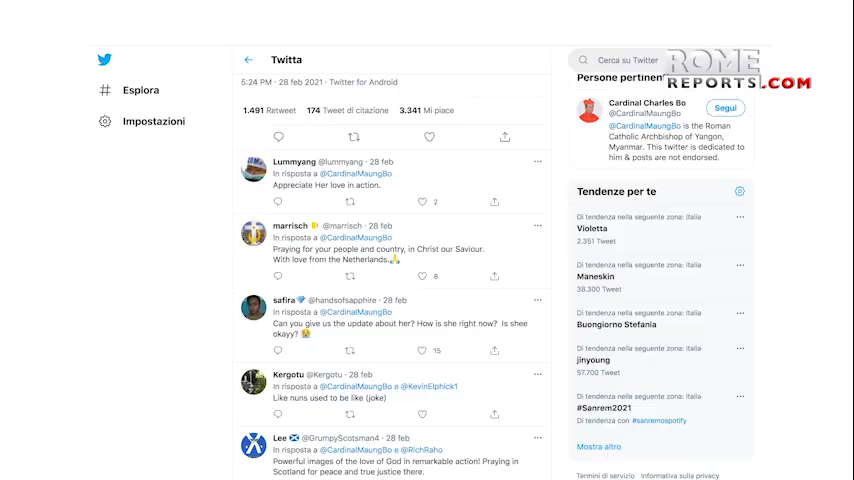 Twitta
5:24 PM · 28 feb 2021 · Twitter for Android
1.491 Retweet 174 Tweet di citazione 3.341 Mi piace
Esplora
Impostazioni
Lummyang @lummyang · 28 feb
In risposta a @CardinalMaungBo
Appreciate Her love in action.
2
marrisch @marrisch · 28 feb
In risposta a @CardinalMaungBo
Praying for your people and country, in Christ our Saviour.
With love from the Netherlands.🙏
8
safira💎 @handsofsapphire · 28 feb
In risposta a @CardinalMaungBo
Can you give us the update about her? How is she right now? Is shee
okayy? 😢
15
Kergotu @Kergotu · 28 feb
In risposta a @CardinalMaungBo e @KevinElphick1
Like nuns used to be like (joke)
Lee 🏴󠁧󠁢󠁳󠁣󠁴󠁿 @GrumpyScotsman4 · 28 feb
In risposta a @CardinalMaungBo e @RichRaho
Powerful images of the love of God in remarkable action! Praying in
Scotland for peace and true justice there.
Cerca su Twitter
ROME
REPORTS.COM
Persone pertinenti
Cardinal Charles Bo
@CardinalMaungBo
Segui
@CardinalMaungBo is the Roman
Catholic Archbishop of Yangon,
Myanmar. This twitter is dedicated to
him & posts are not endorsed.
Tendenze per te
Di tendenza nella seguente zona: Italia
Violetta
2.351 Tweet
Di tendenza nella seguente zona: Italia
Maneskin
38.300 Tweet
Di tendenza nella seguente zona: Italia
Buongiorno Stefania
Di tendenza nella seguente zona: Italia
jinyoung
57.700 Tweet
Di tendenza nella seguente zona: Italia
#Sanrem2021
Di tendenza con #sanremospotify
Mostra altro
Termini di servizio Informativa sulla privacy